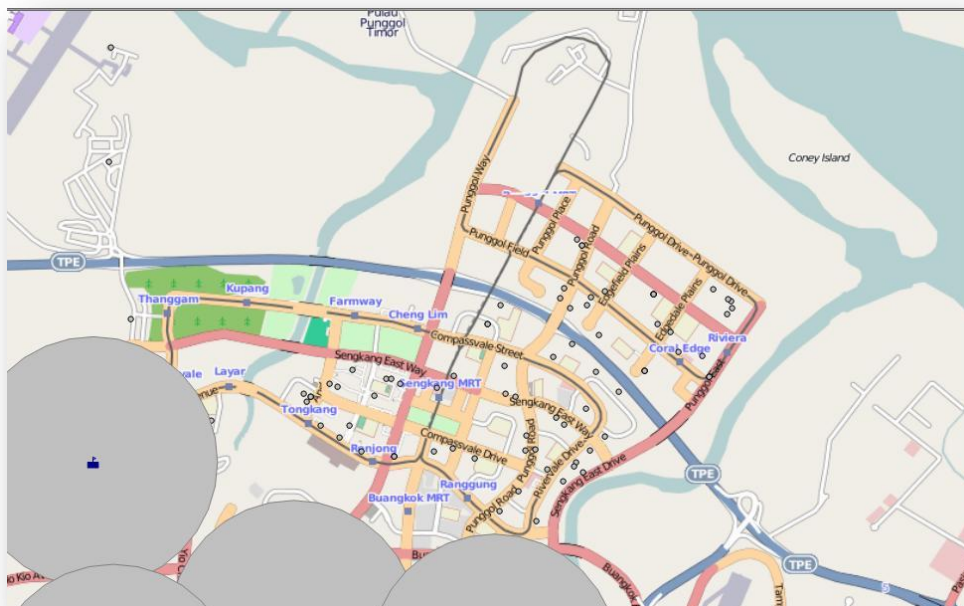 Pulau
Punggol
Timor
Coney Island
Punggol Way
Punggol Place
Punggol Field
Punggol Road
Punggol Drive
Punggol Drive
TPE
Edgefield Plains
Edgedale Plains
Kupang
Thanggam
Farmway
Cheng Lim
Compassvale Street
Riviera
Coral Edge
Sengkang East Way
Layar
Sengkang MRT
Punggol East
Tongkang
Sengkang East Way
Compassvale Drive
Punggol Road
Rivervale Drive
Renjong
Sengkang East Drive
TPE
Ranggung
Buangkok MRT
Punggol Road
TPE
Buangkok